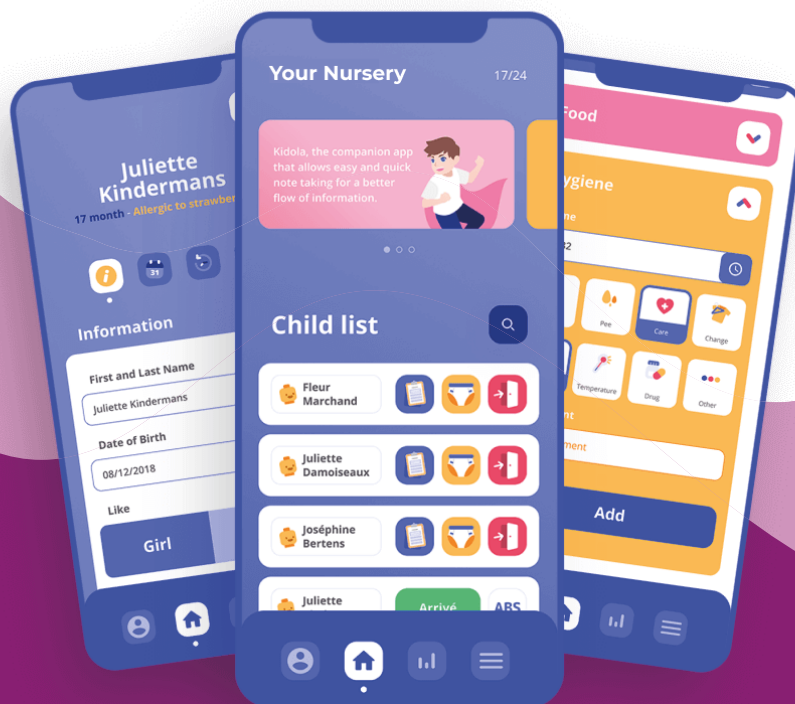 Juliette
Kindermans
17 month - Allergic to
31
Information
First and Last Name
Juliette Kindermans
Date of Birth
08/12/2018
Like
Girl
Your Nursery
17/24
Kidola, the companion app
that allows easy and quick
note taking for a better
flow of information.
Child list
Fleur
Marchand
Juliette
Damoiseaux
Joséphine
Bertens
Juliette
Arrivé
ABS
Food
Pee
Care
Change
Temperature
Drug
Other
Add